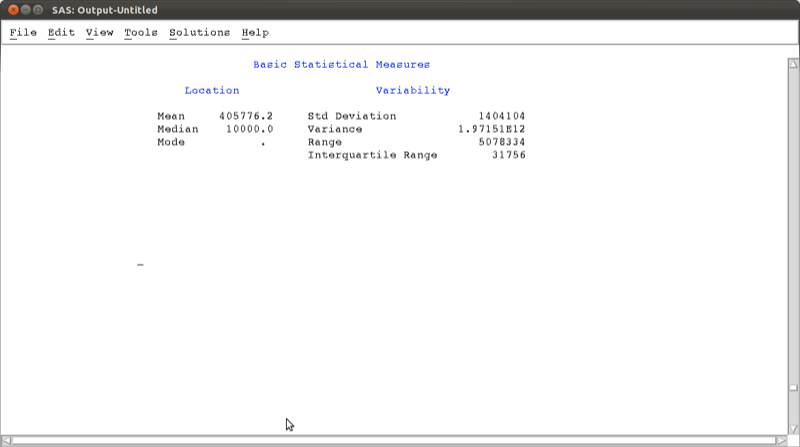 SAS: Output-Untitled
File Edit View Tools Solutions Help
Basic Statistical Measures
Location Variability
Mean 405776.2 Std Deviation 1404104
Median 10000.0 Variance 1.97151E12
Mode . Range 5078334
Interquartile Range 31756